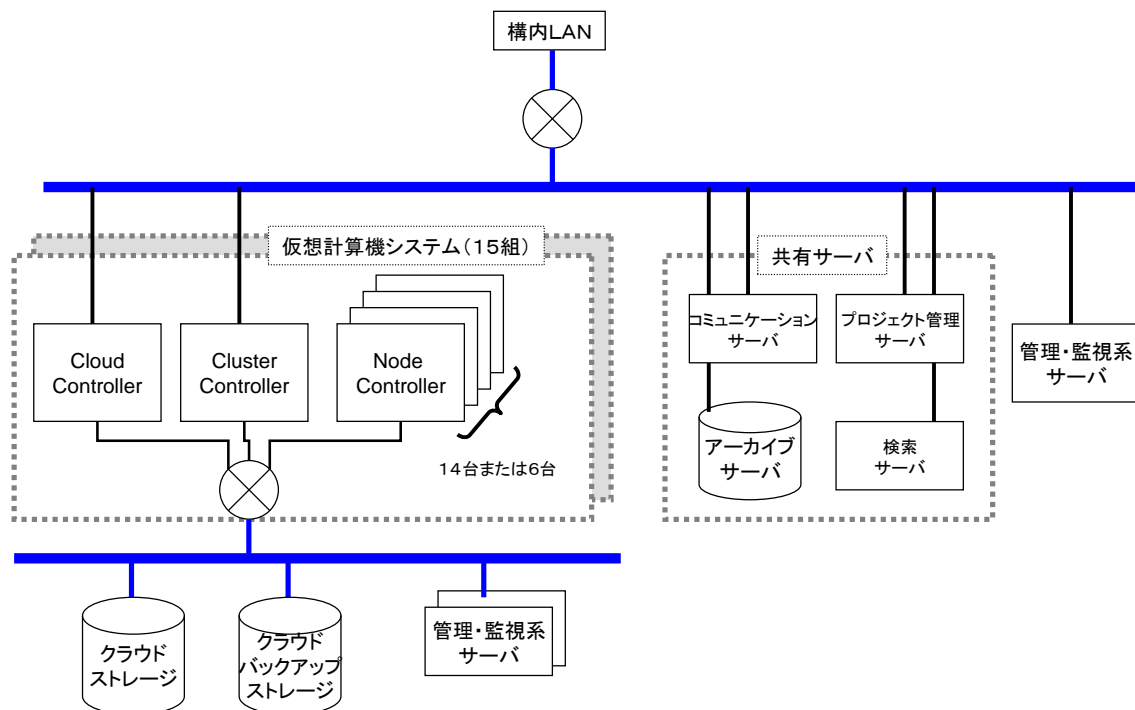 構内LAN
仮想計算機システム(15組)
共有サーバ
Cloud
Controller
Cluster
Controller
Node
Controller
14台または6台
コミュニケーション
サーバ
プロジェクト管理
サーバ
管理・監視系
サーバ
アーカイブ
サーバ
検索
サーバ
クラウド
ストレージ
クラウド
バックアップ
ストレージ
管理・監視系
サーバ